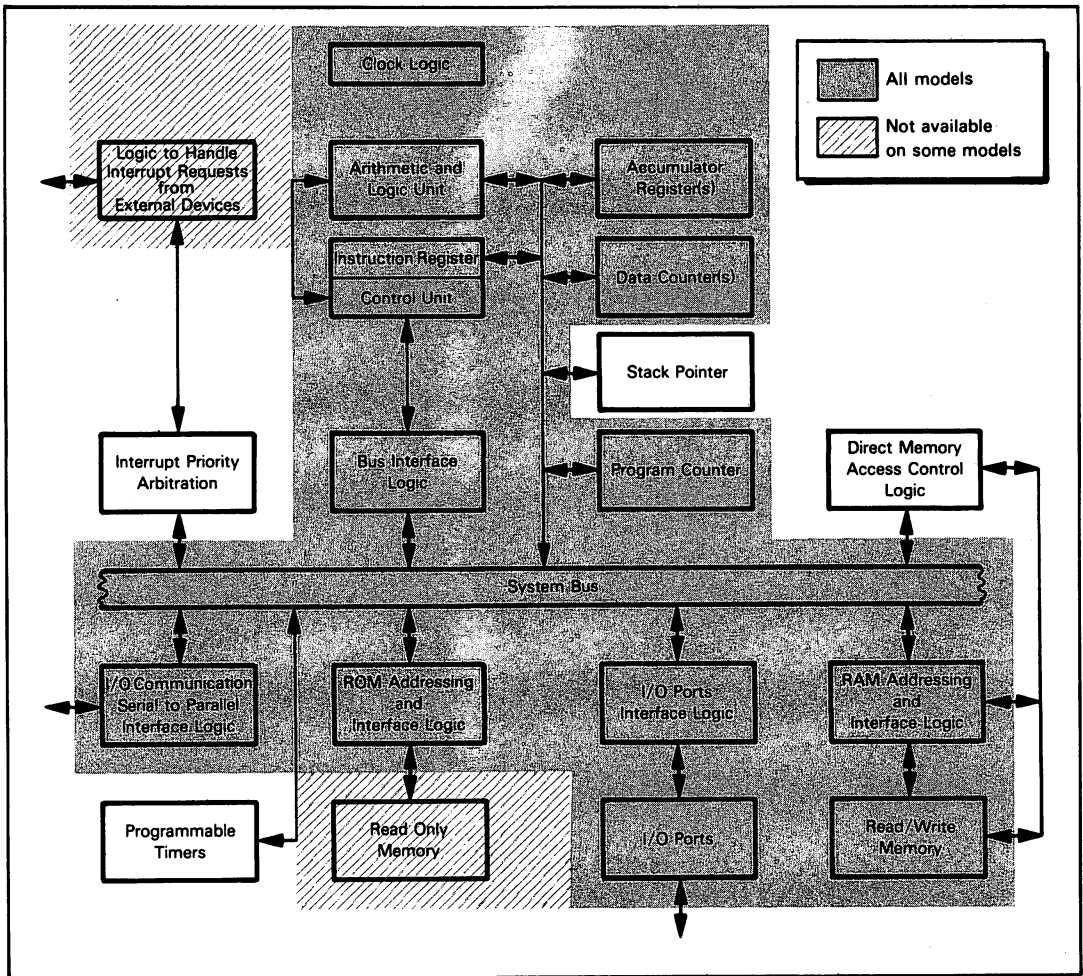 Clock Logic
All models
Not available
on some models
Logic to Handle
Interrupt Requests
from
External Devices
Arithmetic and
Logic Unit
Accumulator
Register(s)
Instruction Register
Control Unit
Data Counter(s)
Stack Pointer
Interrupt Priority
Arbitration
Bus Interface
Logic
Program Counter
Direct Memory
Access Control
Logic
System Bus
I/O Communication
Serial to Parallel
Interface Logic
ROM Addressing
and
Interface Logic
I/O Ports
Interface Logic
RAM Addressing
and
Interface Logic
Programmable
Timers
Read Only
Memory
I/O Ports
Read/Write
Memory